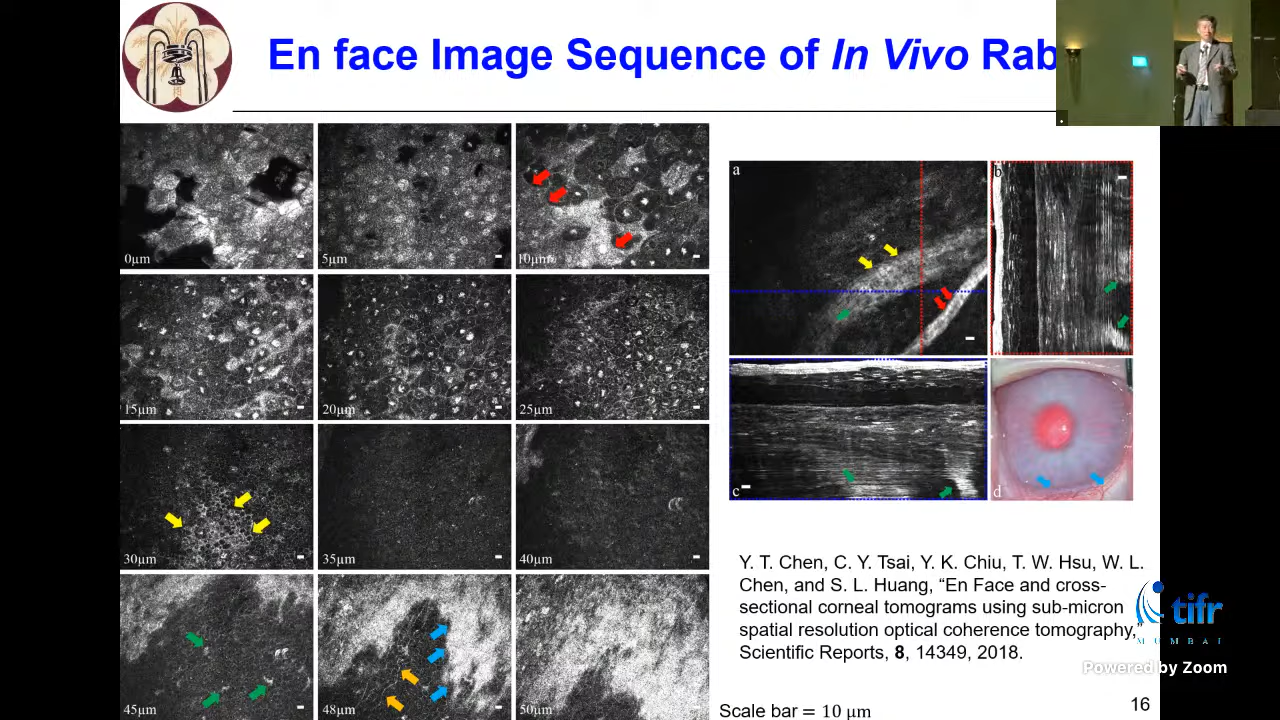 En face Image Sequence of In Vivo Rab
0µm
5µm
10µm
15µm
20µm
25µm
30µm
35µm
40µm
45µm
48µm
50µm
a
b
c
d
Y. T. Chen, C. Y. Tsai, Y. K. Chiu, T. W. Hsu, W. L.
Chen, and S. L. Huang, “En Face and cross-
sectional corneal tomograms using sub-micron
spatial resolution optical coherence tomography,”
Scientific Reports, 8, 14349, 2018.
Scale bar = 10 μm
16
tifr
MUMBAI
Powered by Zoom